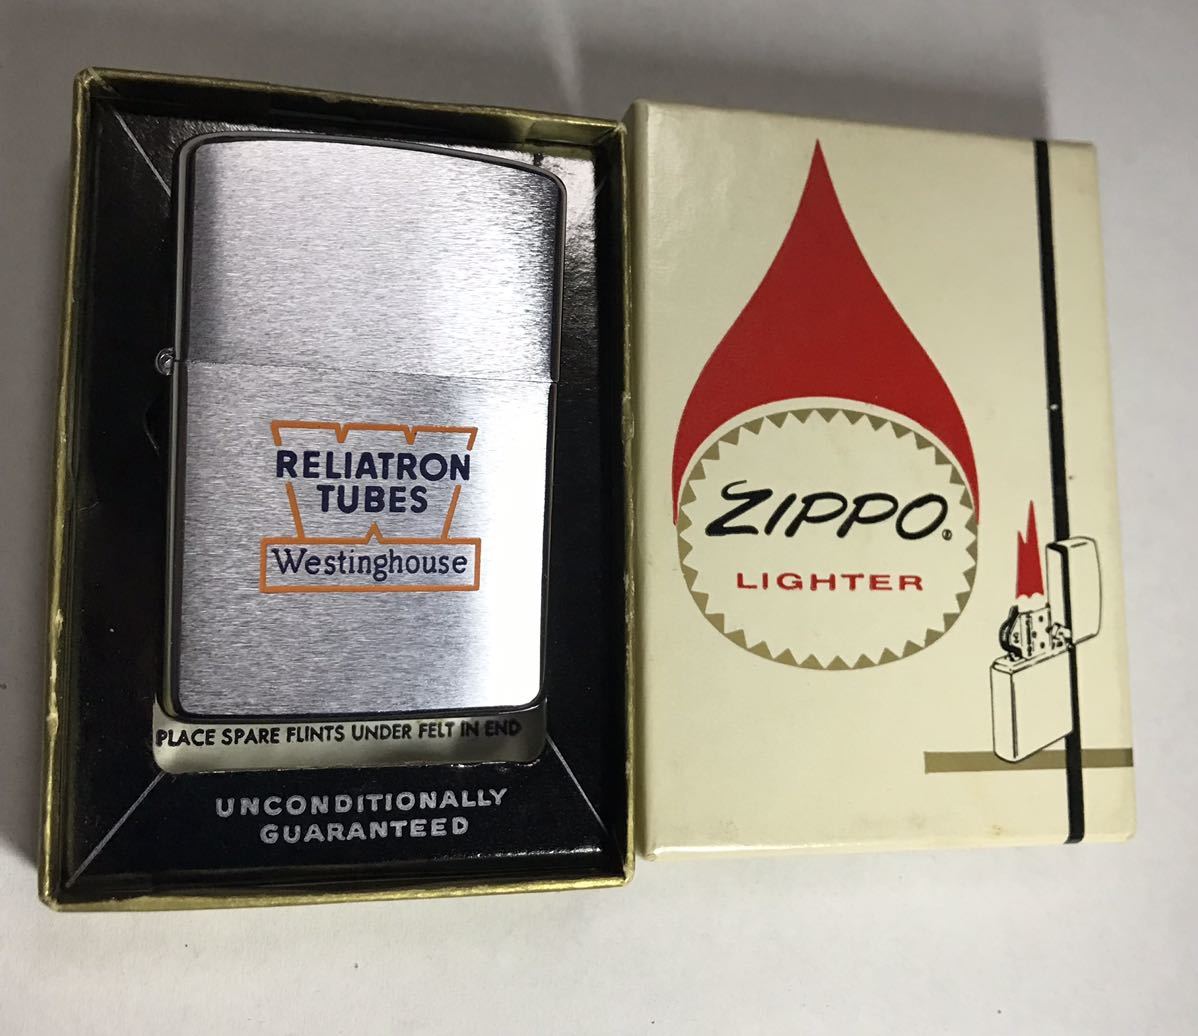 RELIATRON
TUBES
Westinghouse
PLACE SPARE FLINTS UNDER FELT IN END
UNCONDITIONALLY
GUARANTEED
ZIPPO®
LIGHTER